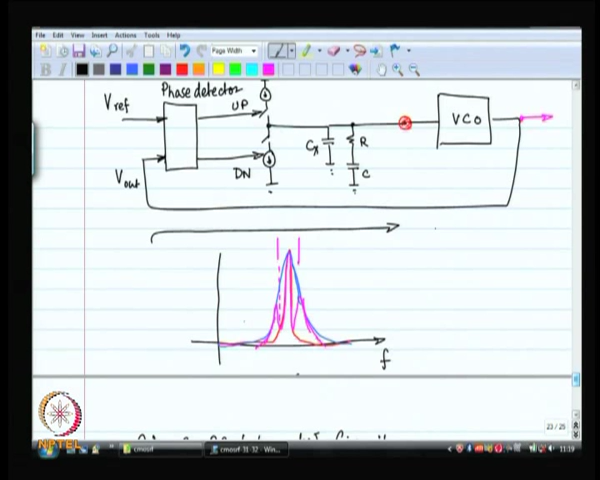 File Edit View Insert Actions Tools Help
Page Width
B I
Phase detector
Vref
UP
Vout
DN
Cx
R
C
VCO
f
23/25
NPTEL
cmosrf
cmosrf-31-32 - Win...
11:19